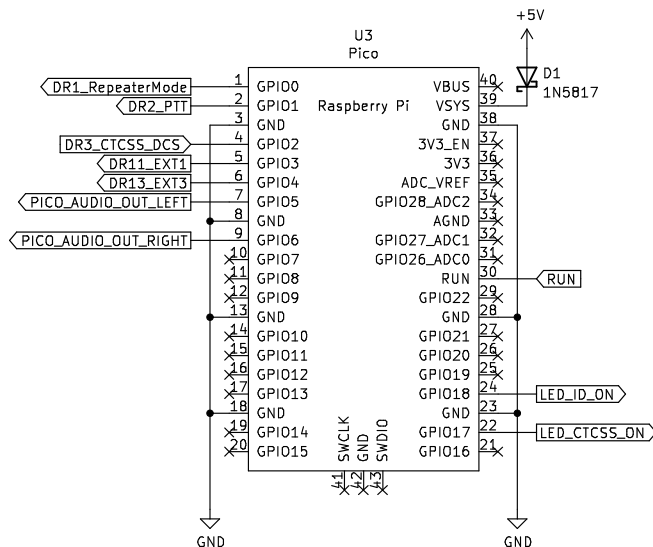 +5V
U3
Pico
D1
1N5817
Raspberry Pi
DR1_RepeaterMode 1 GPIO0
DR2_PTT 2 GPIO1
3 GND
DR3_CTCSS_DCS 4 GPIO2
DR11_EXT1 5 GPIO3
DR13_EXT3 6 GPIO4
PICO_AUDIO_OUT_LEFT 7 GPIO5
8 GND
PICO_AUDIO_OUT_RIGHT 9 GPIO6
10 GPIO7
11 GPIO8
12 GPIO9
13 GND
14 GPIO10
15 GPIO11
16 GPIO12
17 GPIO13
18 GND
19 GPIO14
20 GPIO15
VBUS 40
VSYS 39
GND 38
3V3_EN 37
3V3 36
ADC_VREF 35
GPIO28_ADC2 34
AGND 33
GPIO27_ADC1 32
GPIO26_ADC0 31
RUN 30 RUN
GPIO22 29
GND 28
GPIO21 27
GPIO20 26
GPIO19 25
GPIO18 24 LED_ID_ON
GND 23
GPIO17 22 LED_CTCSS_ON
GPIO16 21
SWCLK 41
GND 42
SWDIO 43
GND
GND